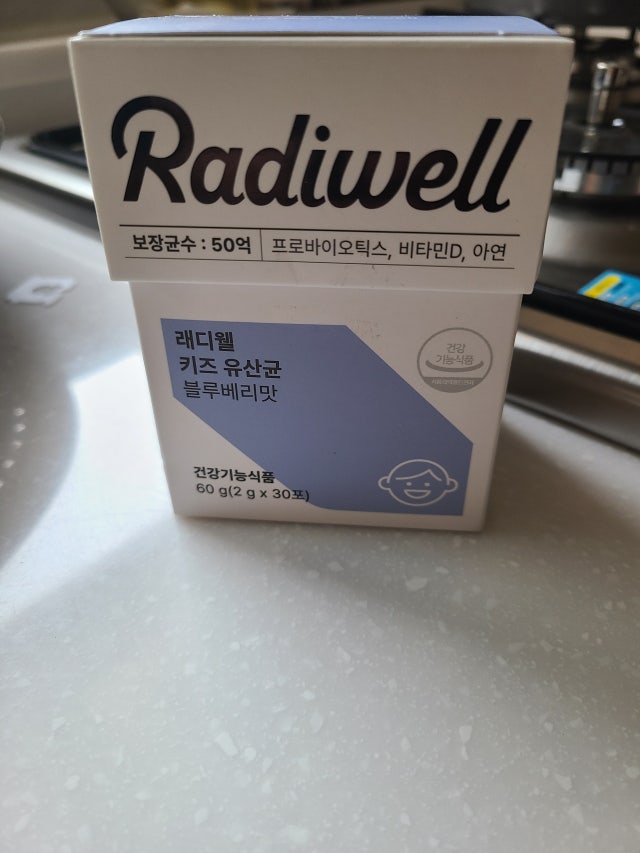 Radiwell
보장균수 : 50억 | 프로바이오틱스, 비타민D, 아연
래디웰
키즈 유산균
블루베리맛
건강
기능식품
건강기능식품
60 g(2 g x 30포)